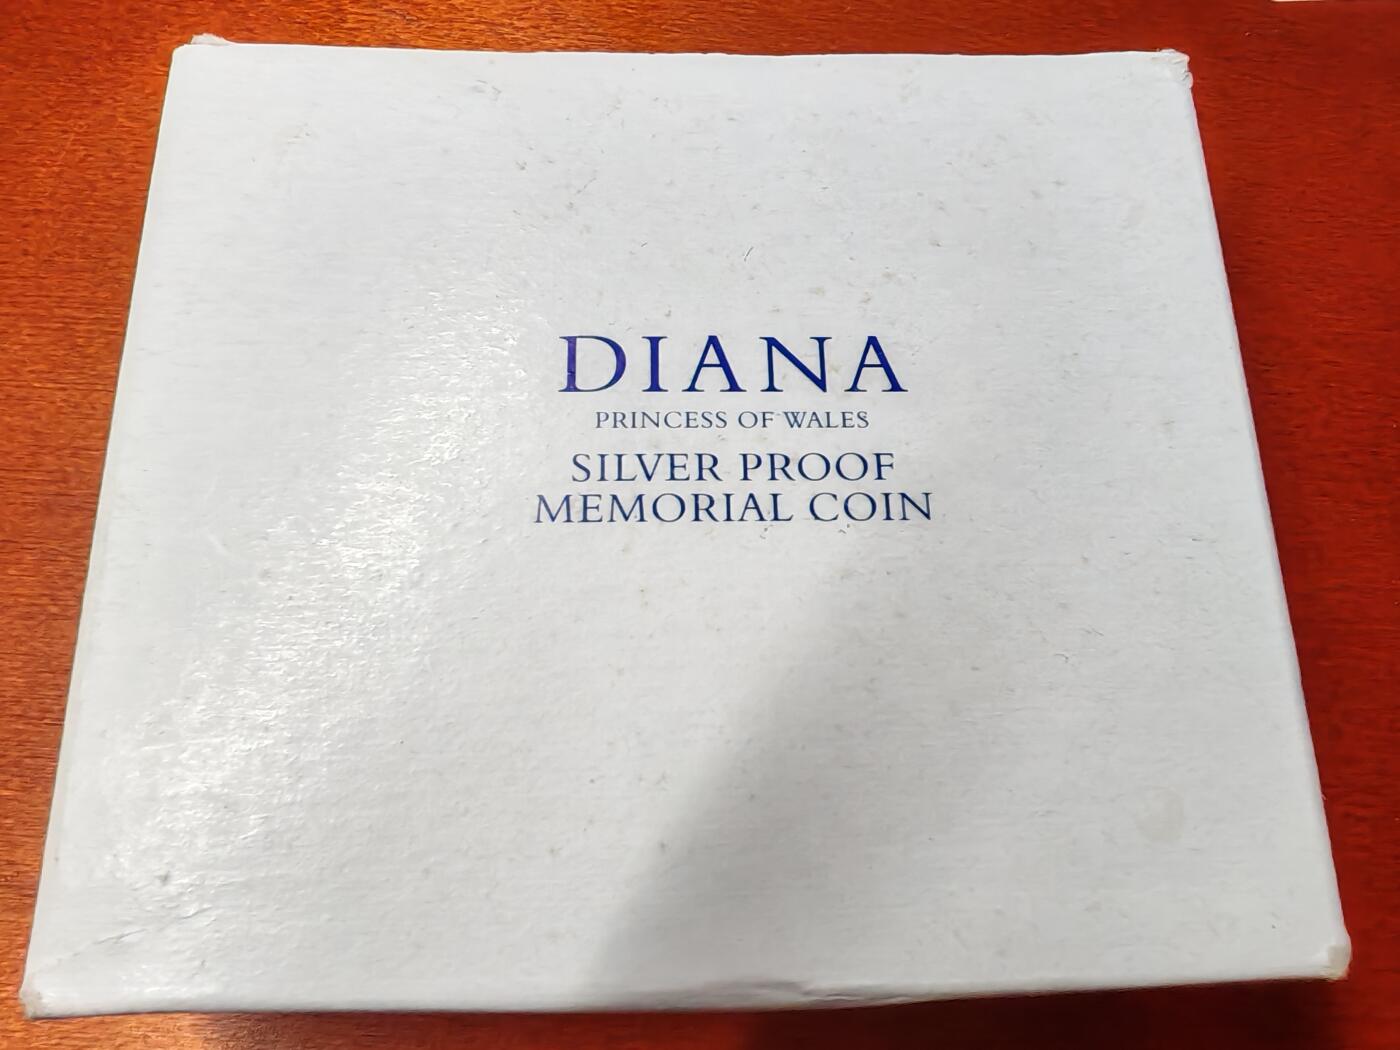 DIANA
PRINCESS OF WALES
SILVER PROOF
MEMORIAL COIN